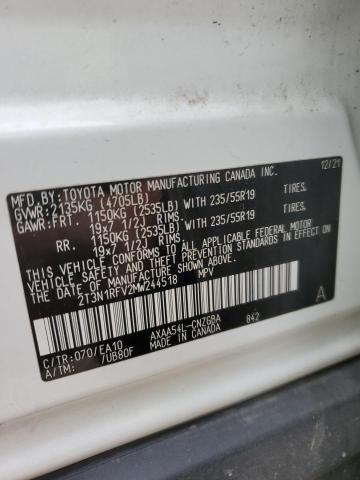 MFD.BY:TOYOTA MOTOR MANUFACTURING CANADA INC. 12/21
GVWR:2135KG (4705LB)
GAWR:FRT. 1150KG (2535LB) WITH 235/55R19 TIRES.
19x7 1/2J RIMS.
RR. 1150KG (2535LB) WITH 235/55R19 TIRES.
19x7 1/2J RIMS.
THIS VEHICLE CONFORMS TO ALL APPLICABLE FEDERAL MOTOR
VEHICLE SAFETY AND THEFT PREVENTION STANDARDS IN EFFECT
ON THE DATE OF MANUFACTURE SHOWN ABOVE.
2T3N1RFV2MW244518 MPV
A
C/TR:070/EA10 AXAA54L-CNZGBA 842
A/TM: /UB80F MADE IN CANADA